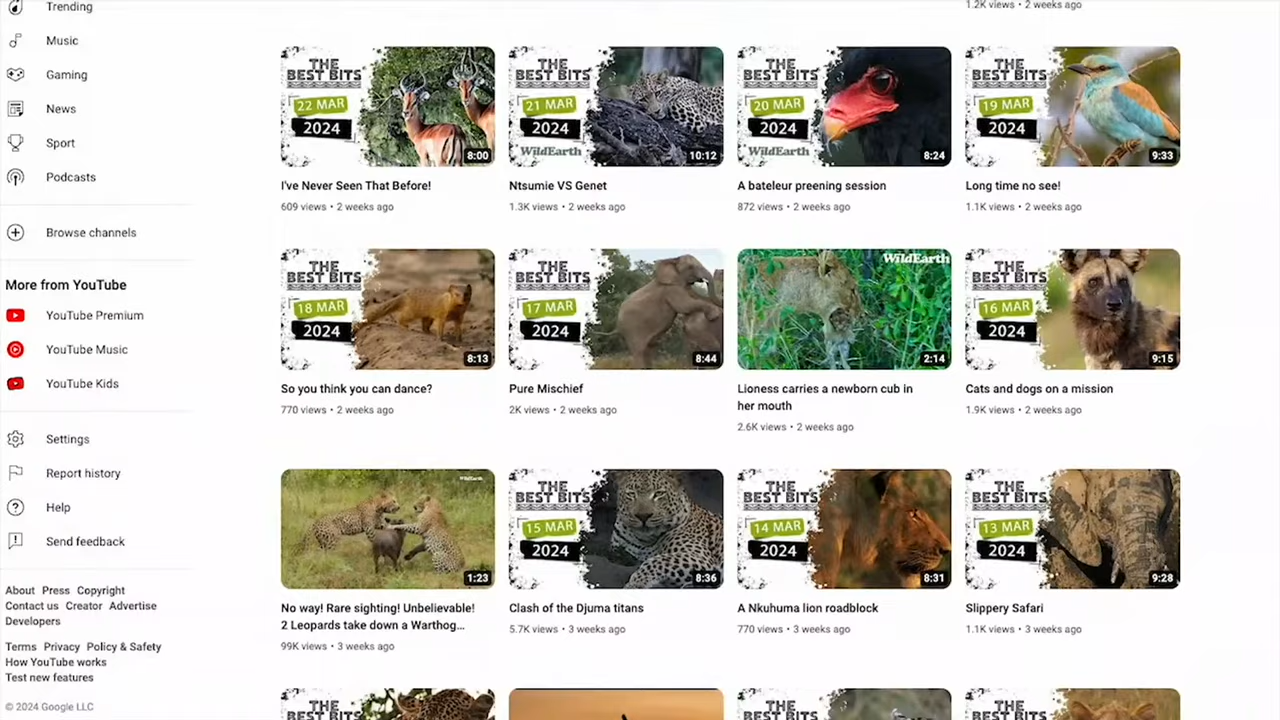 Trending
Music
Gaming
News
Sport
Podcasts
Browse channels
More from YouTube
YouTube Premium
YouTube Music
YouTube Kids
Settings
Report history
Help
Send feedback
About Press Copyright
Contact us Creator Advertise
Developers
Terms Privacy Policy & Safety
How YouTube works
Test new features
© 2024 Google LLC
1.2K views • 2 weeks ago
THE
BEST BITS
22 MAR
2024
8:00
I've Never Seen That Before!
609 views • 2 weeks ago
THE
BEST BITS
21 MAR
2024
WildEarth
10:12
Ntsumie VS Genet
1.3K views • 2 weeks ago
THE
BEST BITS
20 MAR
2024
WildEarth
8:24
A bateleur preening session
872 views • 2 weeks ago
THE
BEST BITS
19 MAR
2024
9:33
Long time no see!
1.1K views • 2 weeks ago
THE
BEST BITS
18 MAR
2024
8:13
So you think you can dance?
770 views • 2 weeks ago
THE
BEST BITS
17 MAR
2024
8:44
Pure Mischief
2K views • 2 weeks ago
WildEarth
2:14
Lioness carries a newborn cub in
her mouth
2.6K views • 2 weeks ago
THE
BEST BITS
16 MAR
2024
9:15
Cats and dogs on a mission
1.9K views • 2 weeks ago
WildEarth
1:23
No way! Rare sighting! Unbelievable!
2 Leopards take down a Warthog...
99K views • 3 weeks ago
THE
BEST BITS
15 MAR
2024
8:36
Clash of the Djuma titans
5.7K views • 3 weeks ago
THE
BEST BITS
14 MAR
2024
8:31
A Nkuhuma lion roadblock
770 views • 3 weeks ago
THE
BEST BITS
13 MAR
2024
9:28
Slippery Safari
1.1K views • 3 weeks ago
THE
BEST BITS
THE
BEST BITS
THE
BEST BITS